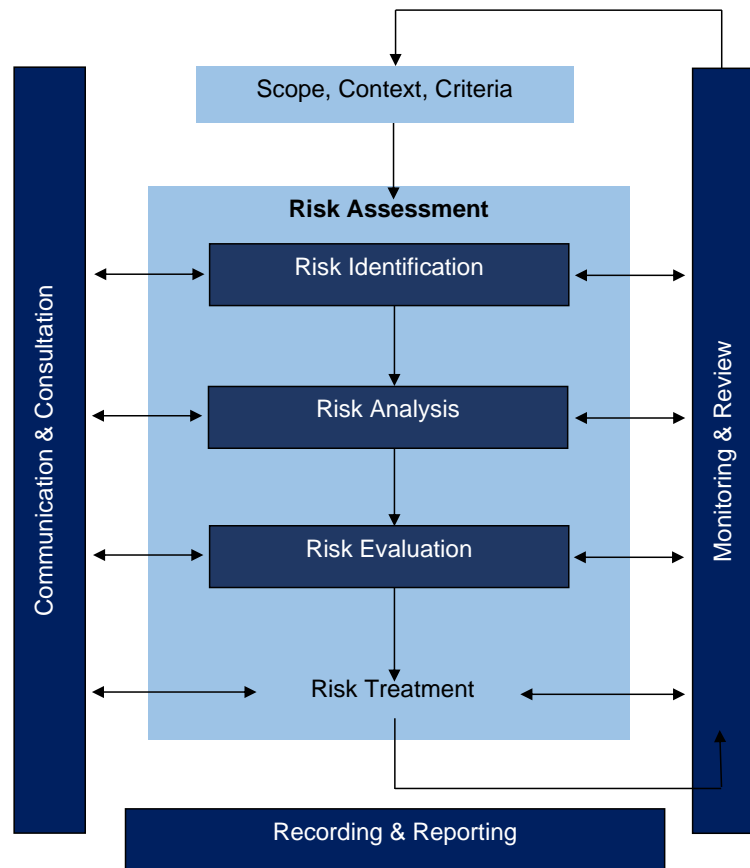 Scope, Context, Criteria
Risk Assessment
Risk Identification
Risk Analysis
Risk Evaluation
Risk Treatment
Communication & Consultation
Monitoring & Review
Recording & Reporting